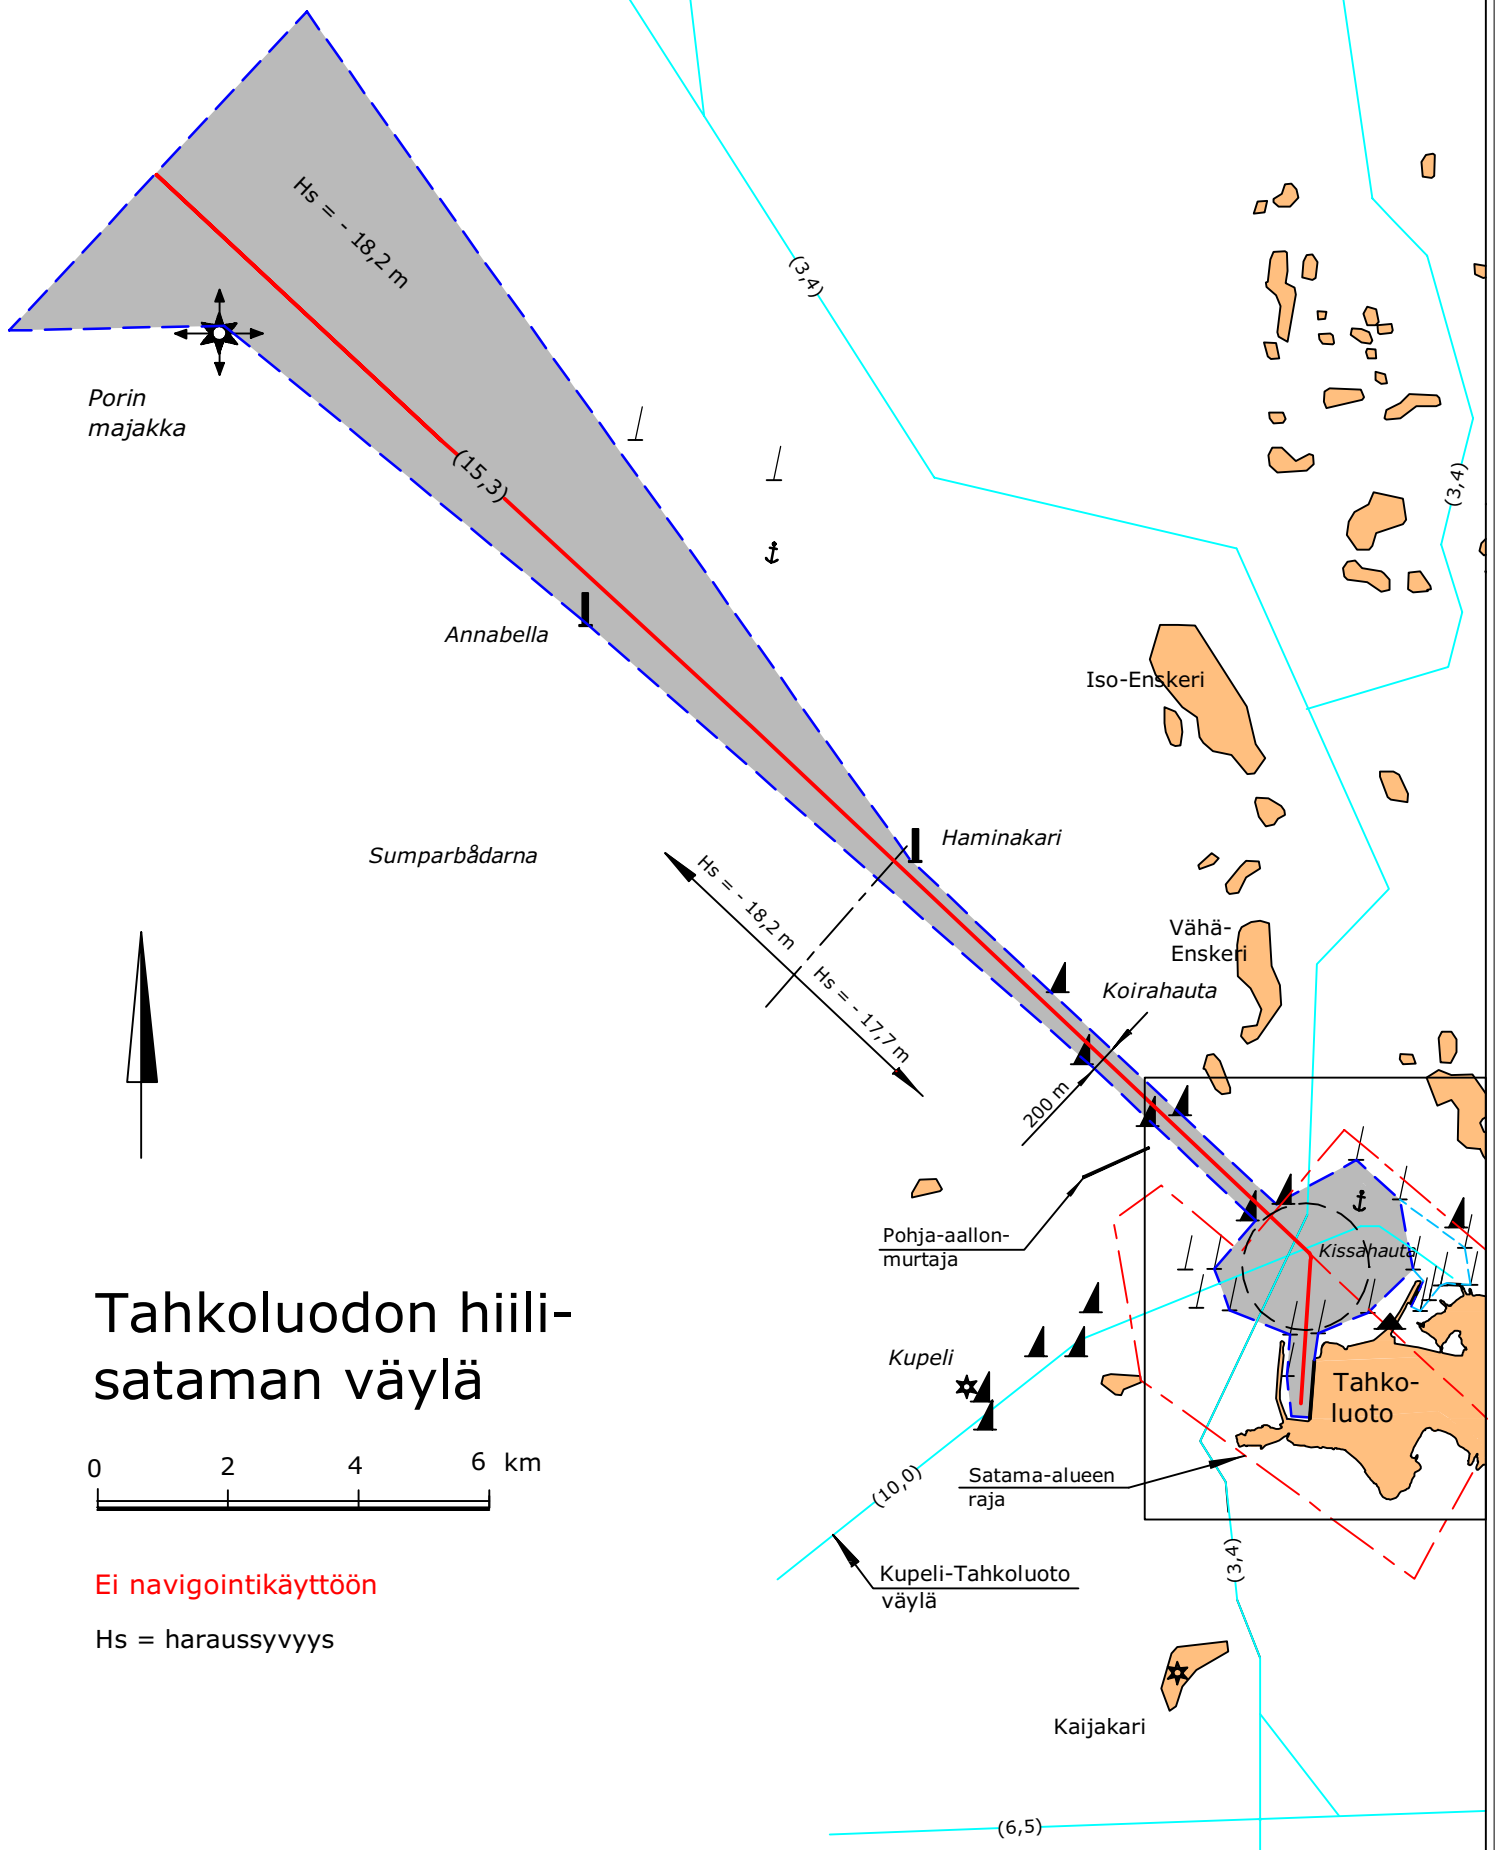 Hs = - 18,2 m
(3,4)
Porin
majakka
(15,3)
(3,4)
Annabella
Iso-Enskeri
Sumparbådarna
Haminakari
Hs = - 18,2 m
Hs = - 17,7 m
Vähä-
Enskeri
Koirahauta
200 m
Pohja-aallon-
murtaja
Kissahauta
Tahkoluodon hiili-
sataman väylä
Kupeli
Tahko-
luoto
0 2 4 6 km
(10,0)
Satama-alueen
raja
(3,4)
Kupeli-Tahkoluoto
väylä
Ei navigointikäyttöön
Hs = haraussyvyys
Kaijakari
(6,5)